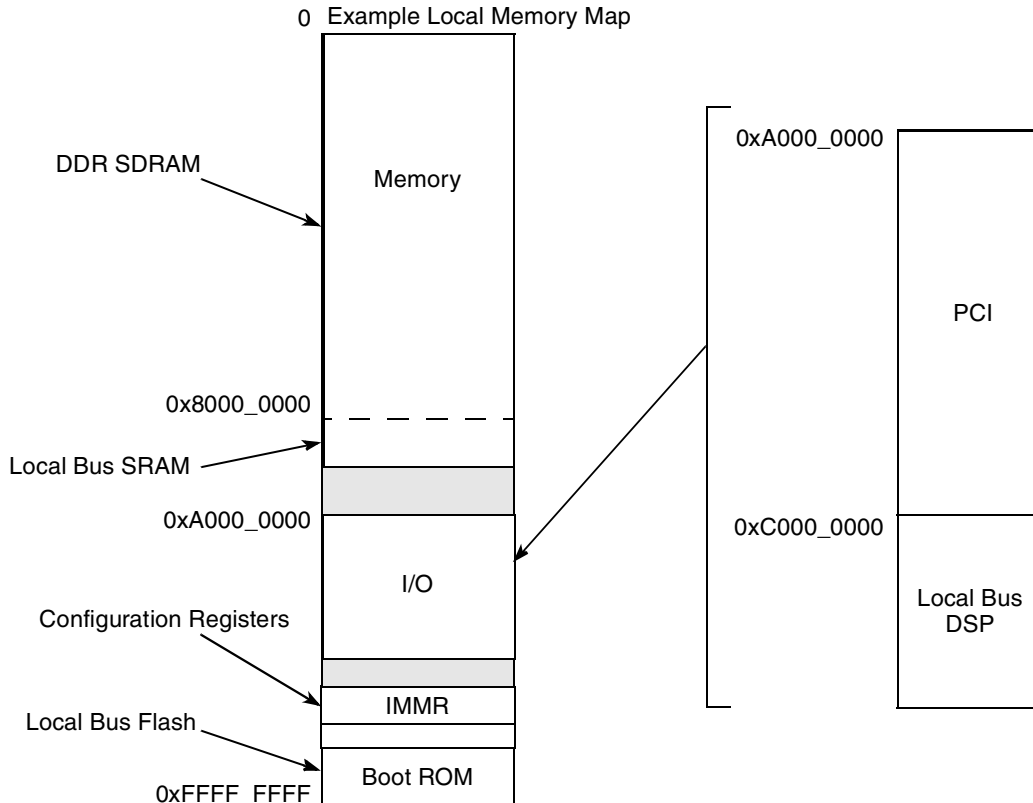 0 Example Local Memory Map
DDR SDRAM
Memory
0x8000_0000
Local Bus SRAM
0xA000_0000
I/O
Configuration Registers
IMMR
Local Bus Flash
Boot ROM
0xFFFF_FFFF
0xA000_0000
PCI
0xC000_0000
Local Bus
DSP